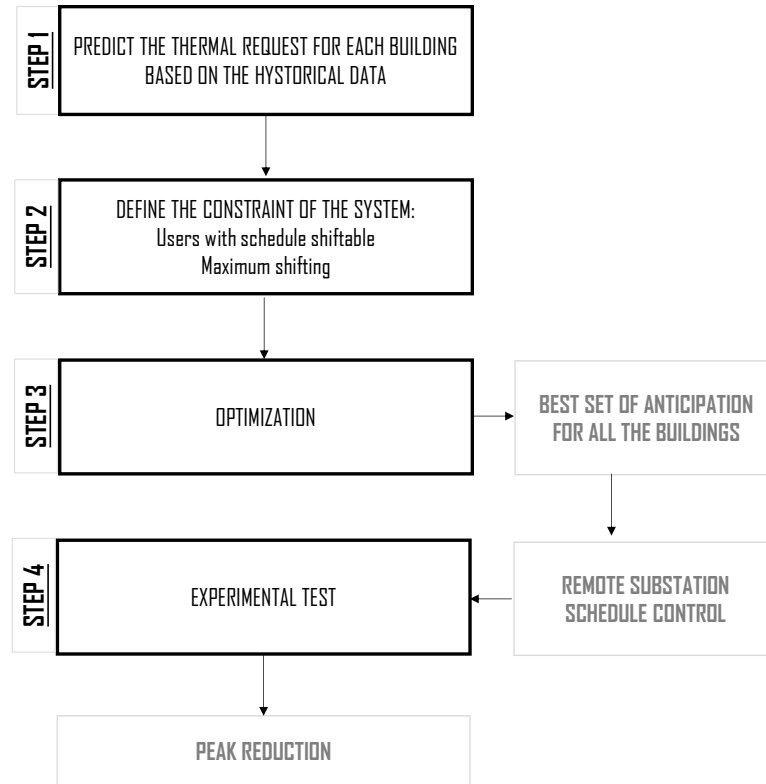 STEP 1
PREDICT THE THERMAL REQUEST FOR EACH BUILDING
BASED ON THE HYSTORICAL DATA
STEP 2
DEFINE THE CONSTRAINT OF THE SYSTEM:
Users with schedule shiftable
Maximum shifting
STEP 3
OPTIMIZATION
BEST SET OF ANTICIPATION
FOR ALL THE BUILDINGS
STEP 4
EXPERIMENTAL TEST
REMOTE SUBSTATION
SCHEDULE CONTROL
PEAK REDUCTION